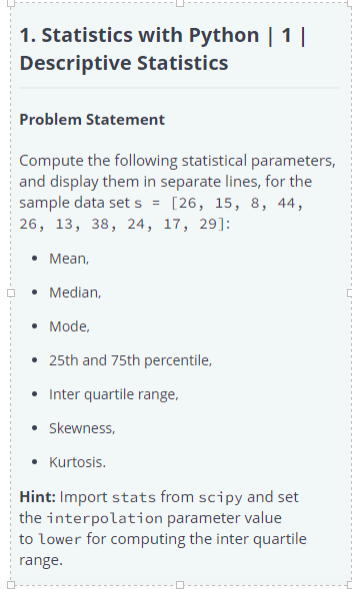 1. Statistics with Python | 1 |
Descriptive Statistics
Problem Statement
Compute the following statistical parameters,
and display them in separate lines, for the
sample data set s = [26, 15, 8, 44,
26, 13, 38, 24, 17, 29]:
• Mean,
• Median,
• Mode,
• 25th and 75th percentile,
• Inter quartile range,
• Skewness,
• Kurtosis.
Hint: Import stats from scipy and set
the interpolation parameter value
to lower for computing the inter quartile
range.